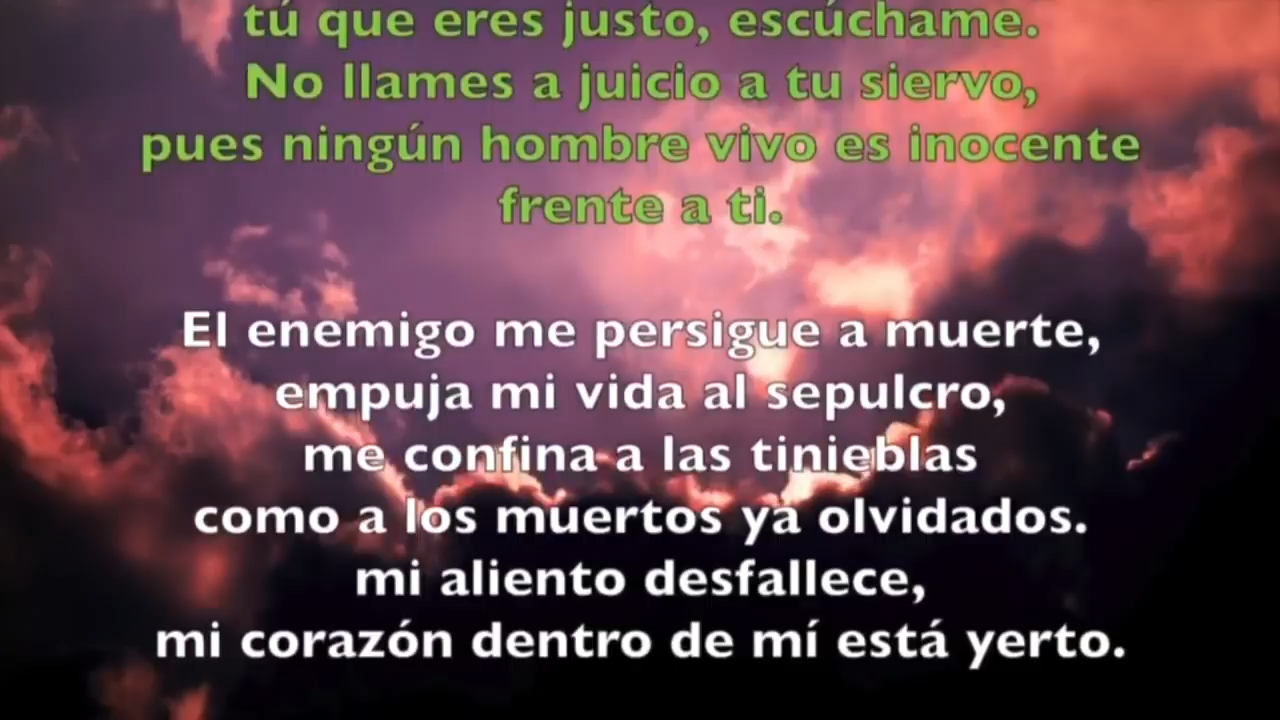 tú que eres justo, escúchame.
No llames a juicio a tu siervo,
pues ningún hombre vivo es inocente
frente a ti.
El enemigo me persigue a muerte,
empuja mi vida al sepulcro,
me confina a las tinieblas
como a los muertos ya olvidados.
mi aliento desfallece,
mi corazón dentro de mí está yerto.